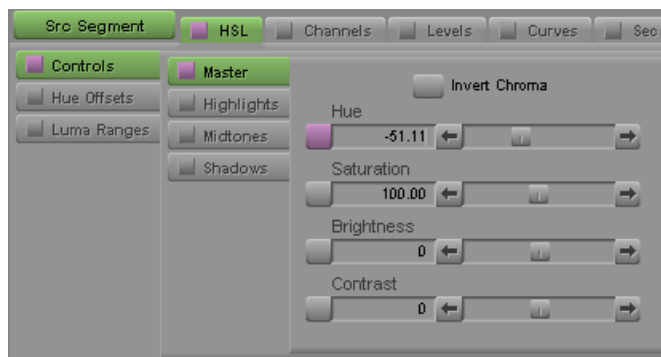 Src Segment
HSL
Channels
Levels
Curves
Sec
Controls
Hue Offsets
Luma Ranges
Master
Highlights
Midtones
Shadows
Invert Chroma
Hue
-51.11
Saturation
100.00
Brightness
0
Contrast
0